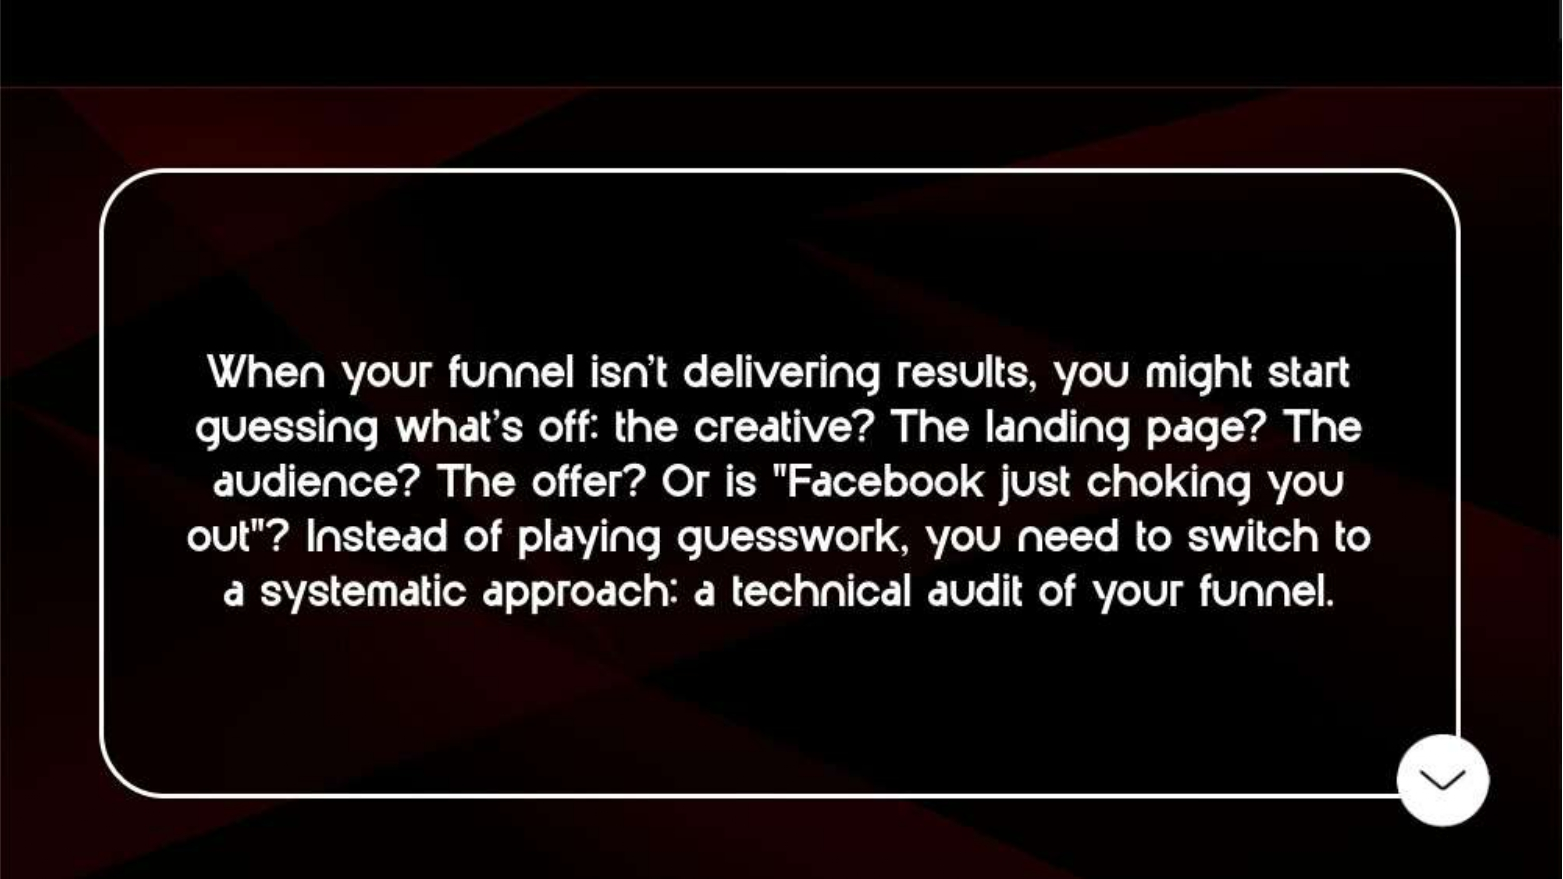 When your funnel isn’t delivering results, you might start
guessing what’s off: the creative? The landing page? The
audience? The offer? Or is "Facebook just choking you
out"? Instead of playing guesswork, you need to switch to
a systematic approach: a technical audit of your funnel.